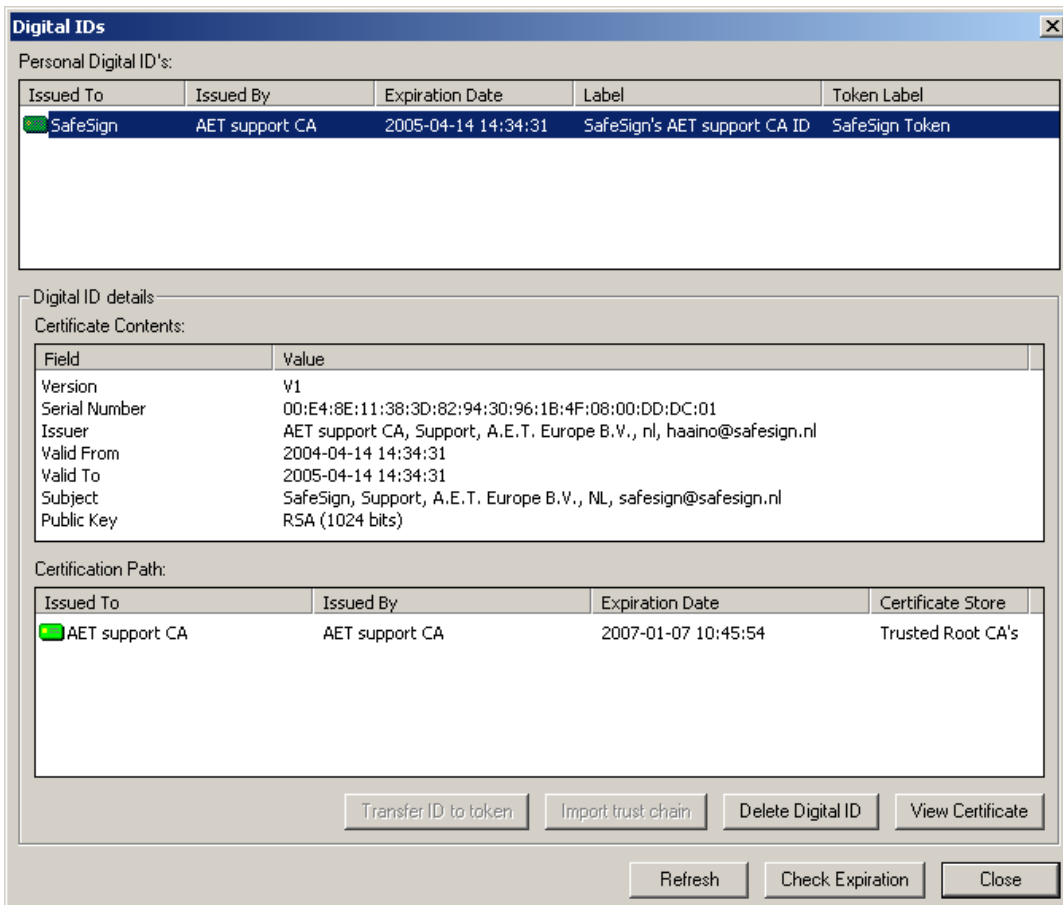 Digital IDs
Personal Digital ID's:
Issued To Issued By Expiration Date Label Token Label
SafeSign AET support CA 2005-04-14 14:34:31 SafeSign's AET support CA ID SafeSign Token
Digital ID details
Certificate Contents:
Field Value
Version V1
Serial Number 00:E4:8E:11:38:3D:82:94:30:96:1B:4F:08:00:DD:DC:01
Issuer AET support CA, Support, A.E.T. Europe B.V., nl, haaino@safesign.nl
Valid From 2004-04-14 14:34:31
Valid To 2005-04-14 14:34:31
Subject SafeSign, Support, A.E.T. Europe B.V., NL, safesign@safesign.nl
Public Key RSA (1024 bits)
Certification Path:
Issued To Issued By Expiration Date Certificate Store
AET support CA AET support CA 2007-01-07 10:45:54 Trusted Root CA's
Transfer ID to token Import trust chain Delete Digital ID View Certificate
Refresh Check Expiration Close